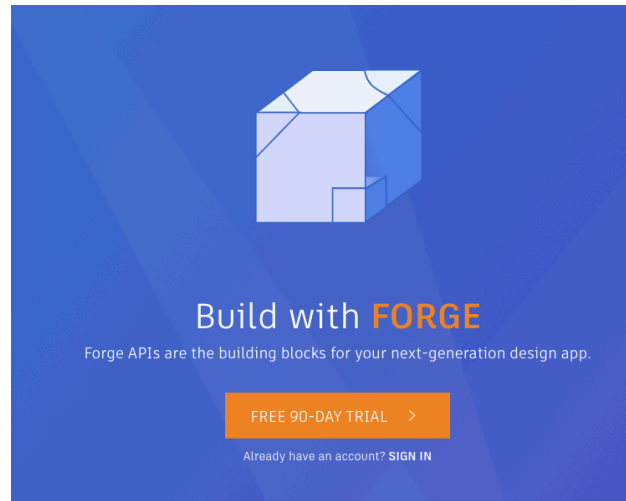 Build with FORGE
Forge APIs are the building blocks for your next-generation design app.
FREE 90-DAY TRIAL >
Already have an account? SIGN IN